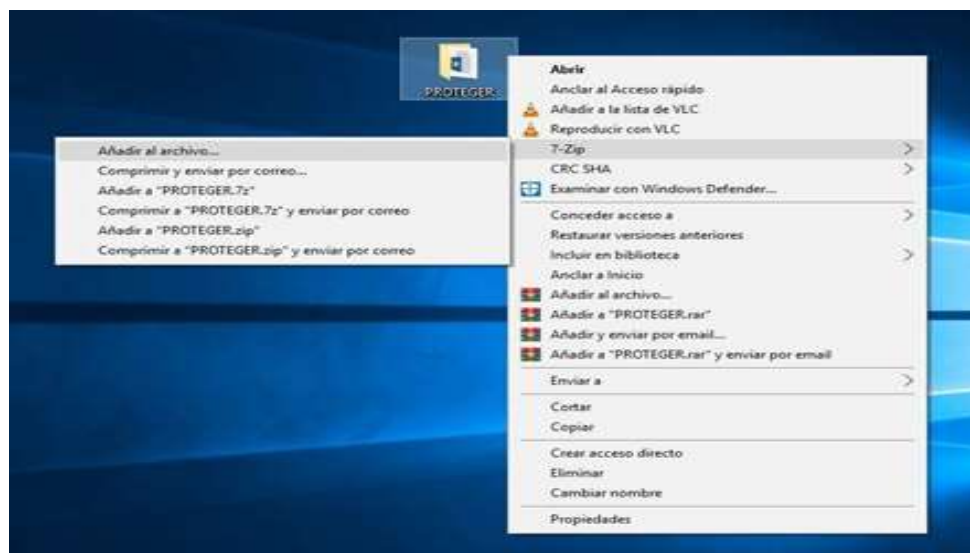 PROTEGER
Abrir
Anclar al Acceso rápido
Añadir a la lista de VLC
Reproducir con VLC
7-Zip
CRC SHA
Examinar con Windows Defender...
Conceder acceso a
Restaurar versiones anteriores
Incluir en biblioteca
Anclar a Inicio
Añadir al archivo...
Añadir a "PROTEGER.rar"
Añadir y enviar por email...
Añadir a "PROTEGER.rar" y enviar por email
Enviar a
Cortar
Copiar
Crear acceso directo
Eliminar
Cambiar nombre
Propiedades
Añadir al archivo...
Comprimir y enviar por correo...
Añadir a "PROTEGER.7z"
Comprimir a "PROTEGER.7z" y enviar por correo
Añadir a "PROTEGER.zip"
Comprimir a "PROTEGER.zip" y enviar por correo